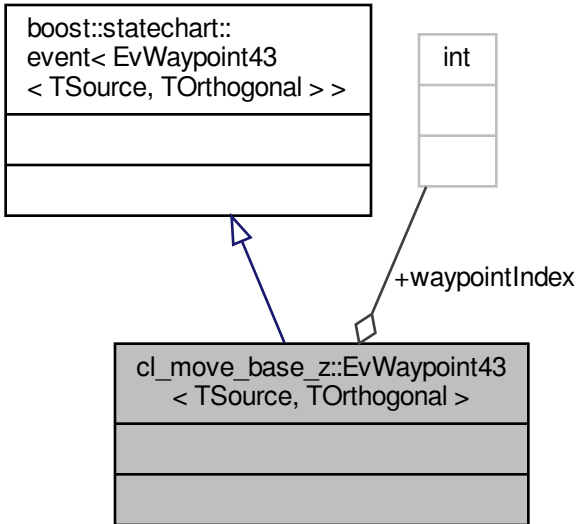 boost::statechart::
event< EvWaypoint43
< TSource, TOrthogonal > >
int
+waypointIndex
cl_move_base_z::EvWaypoint43
< TSource, TOrthogonal >